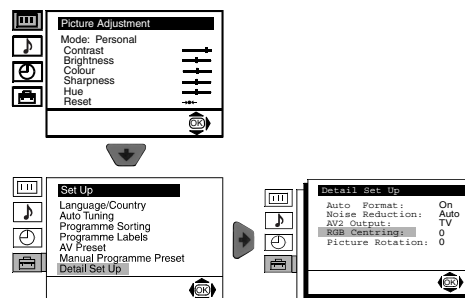 Picture Adjustment
Mode: Personal
Contrast
Brightness
Colour
Sharpness
Hue
Reset
OK
Set Up
Language/Country
Auto Tuning
Programme Sorting
Programme Labels
AV Preset
Manual Programme Preset
Detail Set Up
OK
Detail Set Up
Auto Format: On
Noise Reduction: Auto
AV2 Output: TV
RGB Centring: 0
Picture Rotation: 0
OK